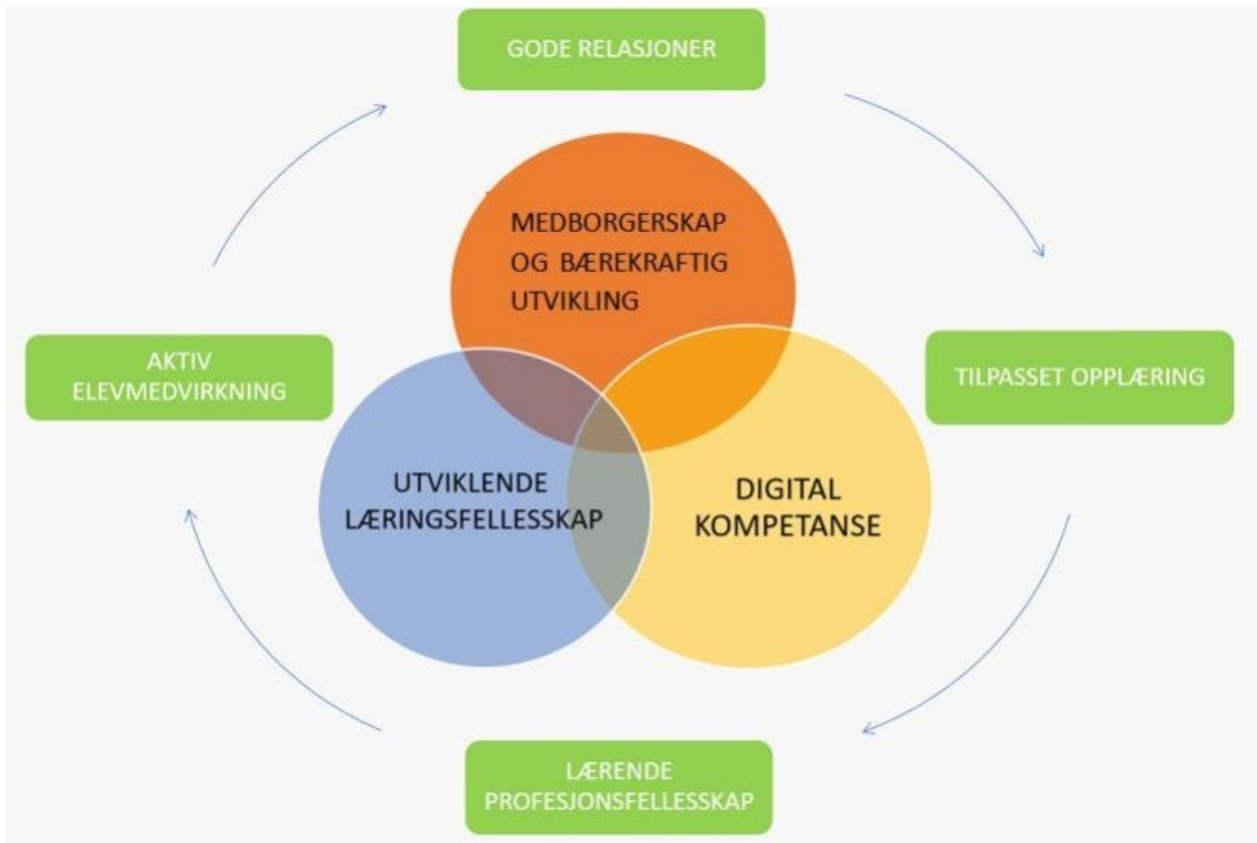 GODE RELASJONER
MEDBORGERSKAP
OG BÆREKRAFTIG
UTVIKLING
AKTIV
ELEVMEDVIRKNING
TILPASSET OPPLÆRING
UTVIKLENDE
LÆRINGSFELLESSKAP
DIGITAL
KOMPETANSE
LÆRENDE
PROFESJONSFELLESSKAP